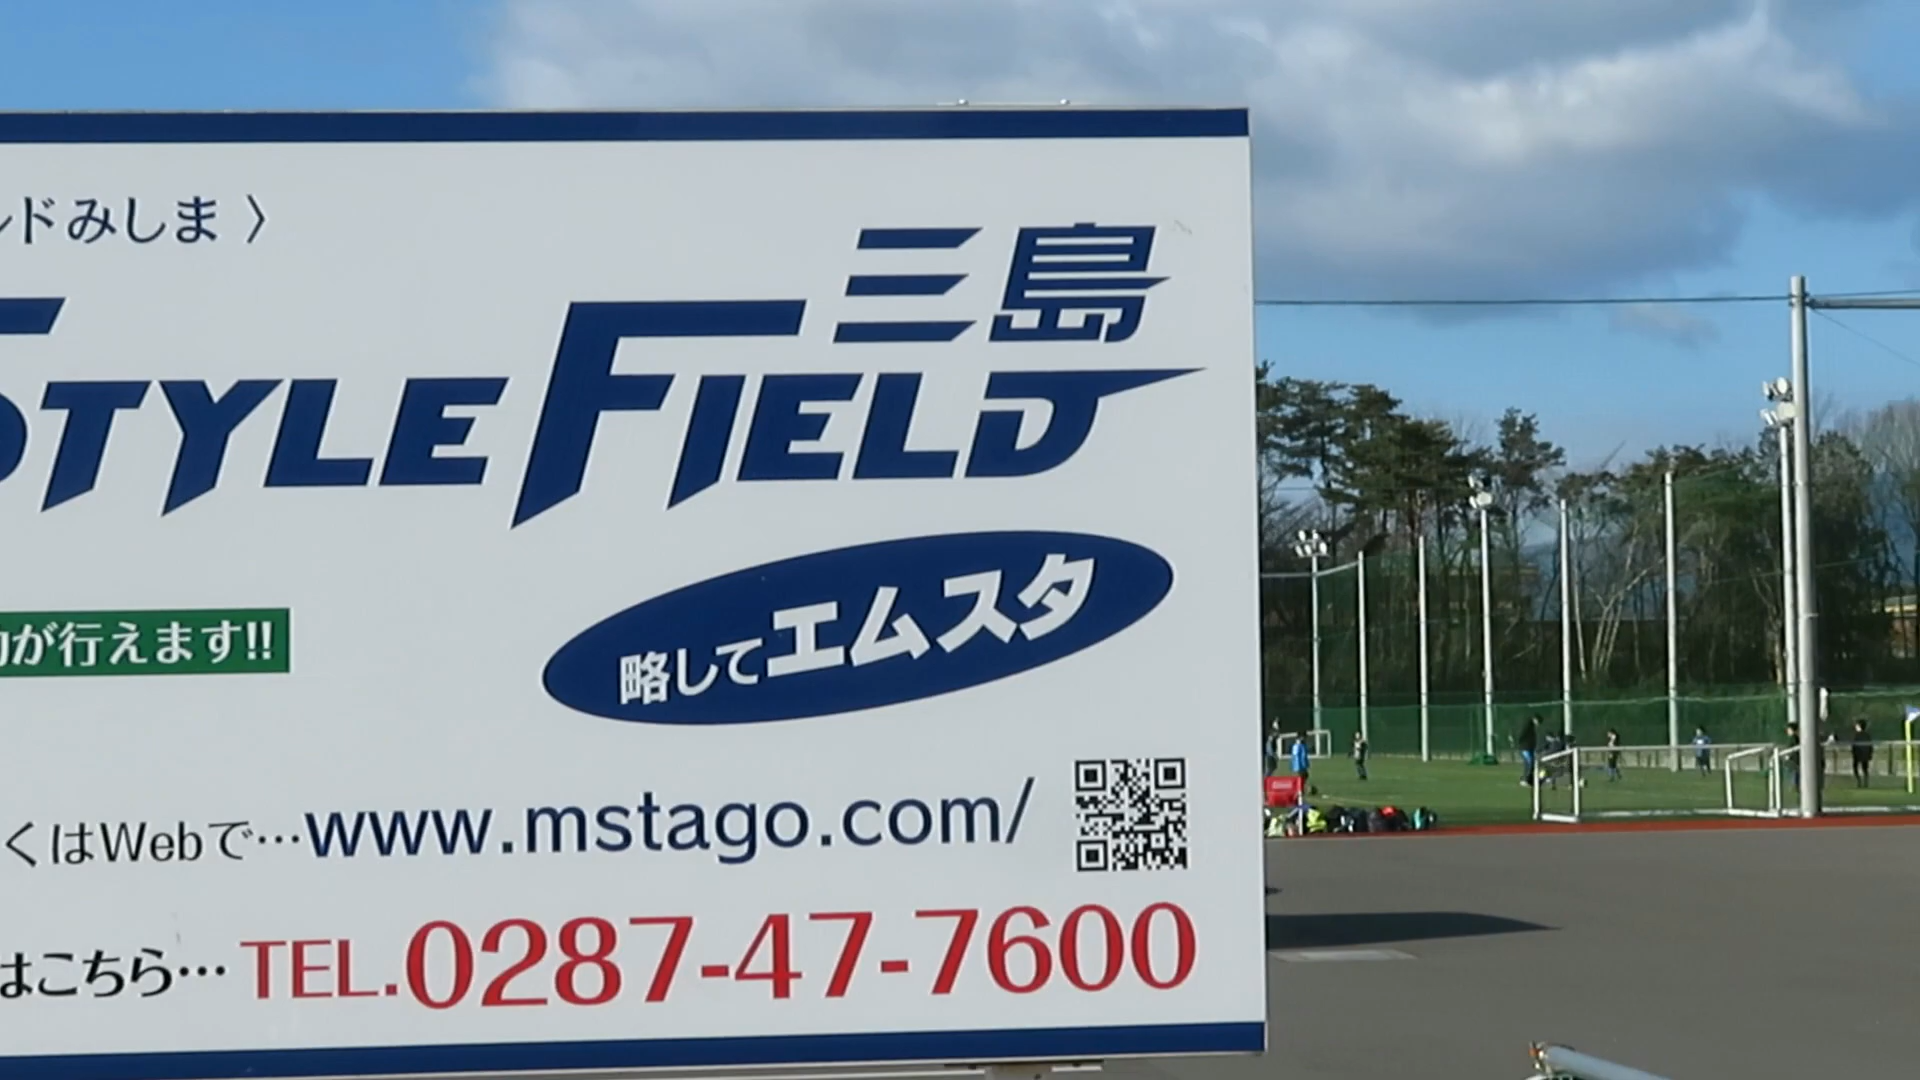 ルドみしま 〉
三島
STYLE FIELD
が行えます!!
略してエムスタ
くはWebで…www.mstago.com/
はこちら…TEL.0287-47-7600